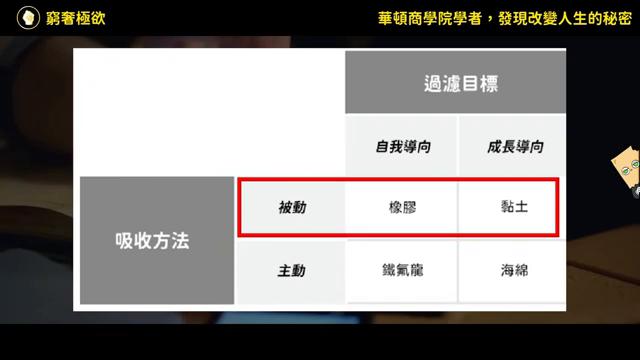 窮奢極欲
華頓商學院學者，發現改變人生的秘密
過濾目標
自我導向 成長導向
吸收方法
被動 橡膠 黏土
主動 鐵氟龍 海綿